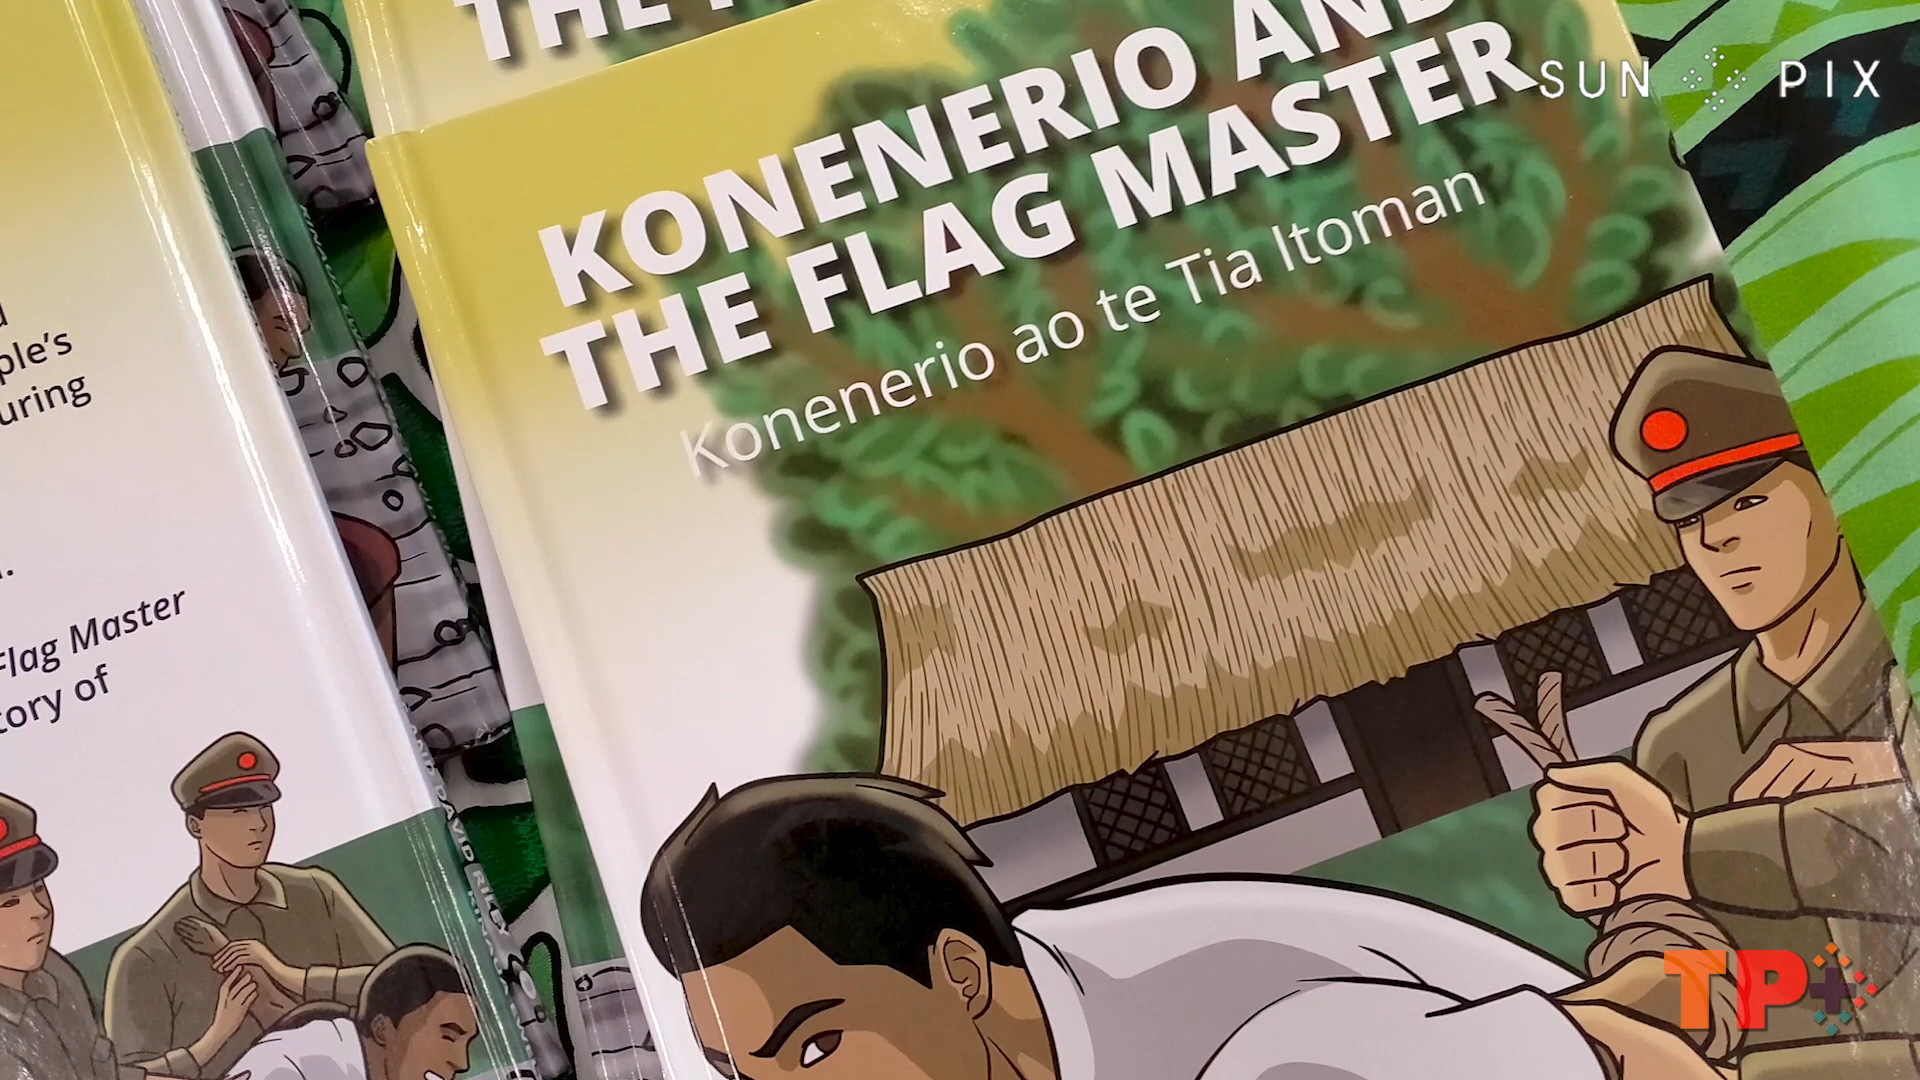 THE
KONENERIO AND
THE FLAG MASTER
Konenerio ao te Tia Itoman
SUN PIX
ple's
uring
Flag Master
tory of
DAVID RILEY
TP+